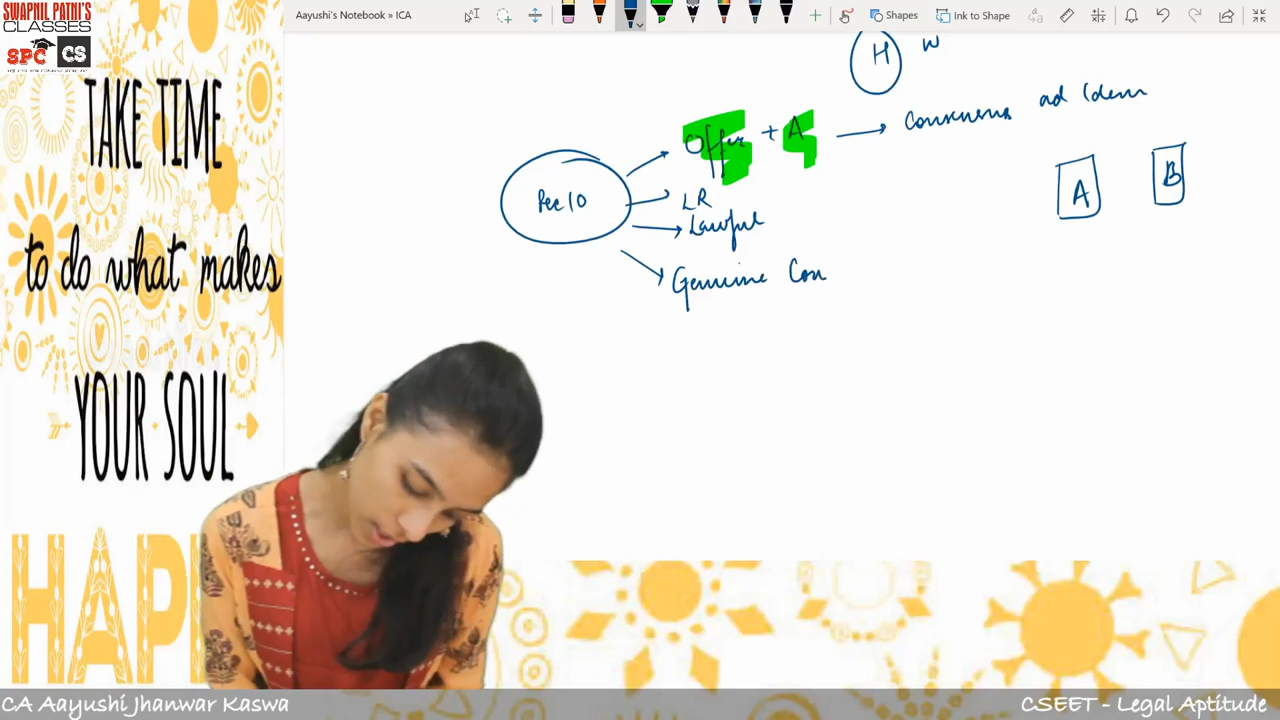 SWAPNIL PATNI'S
CLASSES
SPC CS
Aayushi's Notebook » ICA
Shapes
Ink to Shape
TAKE TIME
to do what makes
YOUR SOUL
HAPP
H W
Offer + A → Consensus ad Idem
Sec 10
LR
Lawful
Genuine Con
A B
CA Aayushi Jhanwar Kaswa
CSEET - Legal Aptitude